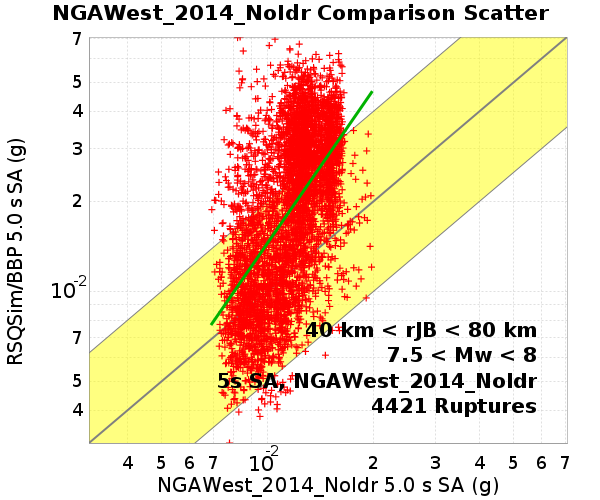 NGAWest_2014_NoIdr Comparison Scatter
7
5
4
3
2
10-2
7
5
4
RSQSim/BBP 5.0 s SA (g)
40 km < rJB < 80 km
7.5 < Mw < 8
5s SA, NGAWest_2014_NoIdr
4421 Ruptures
4 5 6 7 10-2 2 3 4 5 6 7
NGAWest_2014_NoIdr 5.0 s SA (g)